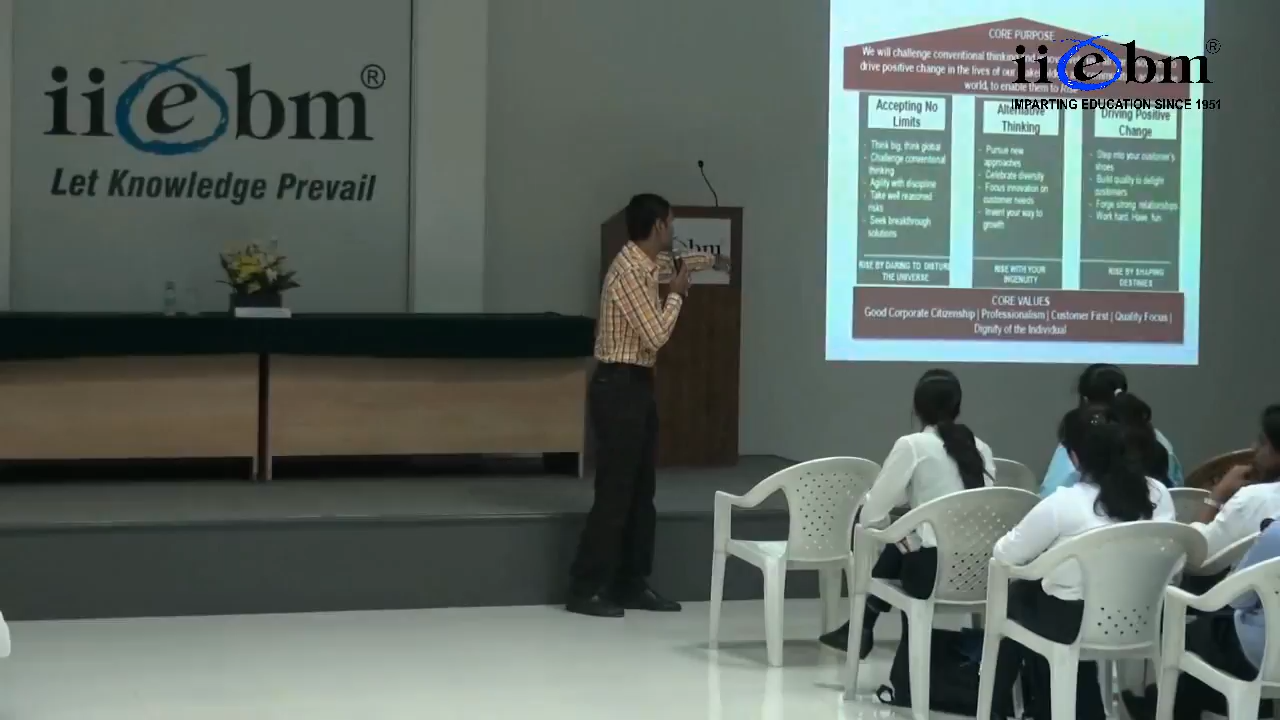 iiebm®
Let Knowledge Prevail
ebm
CORE PURPOSE
We will challenge conventional thinking
drive positive change in the lives of our
world, to enable them to
iiebm®
IMPARTING EDUCATION SINCE 1951
Accepting No
Limits
- Think big, think global
- Challenge conventional
thinking
- Agility with discipline
- Take well reasoned
risks
- Seek breakthrough
solutions
RISE BY DARING TO DISTURB
THE UNIVERSE
Alternative
Thinking
- Pursue new
approaches
- Celebrate diversity
- Focus innovation on
customer needs
- Invent your way to
growth
RISE WITH YOUR
INGENUITY
Driving Positive
Change
- Step into your customer's
shoes
- Build quality to delight
customers
- Forge strong relationships
- Work hard. Have fun
RISE BY SHAPING
DESTINIES
CORE VALUES
Good Corporate Citizenship | Professionalism | Customer First | Quality Focus |
Dignity of the Individual